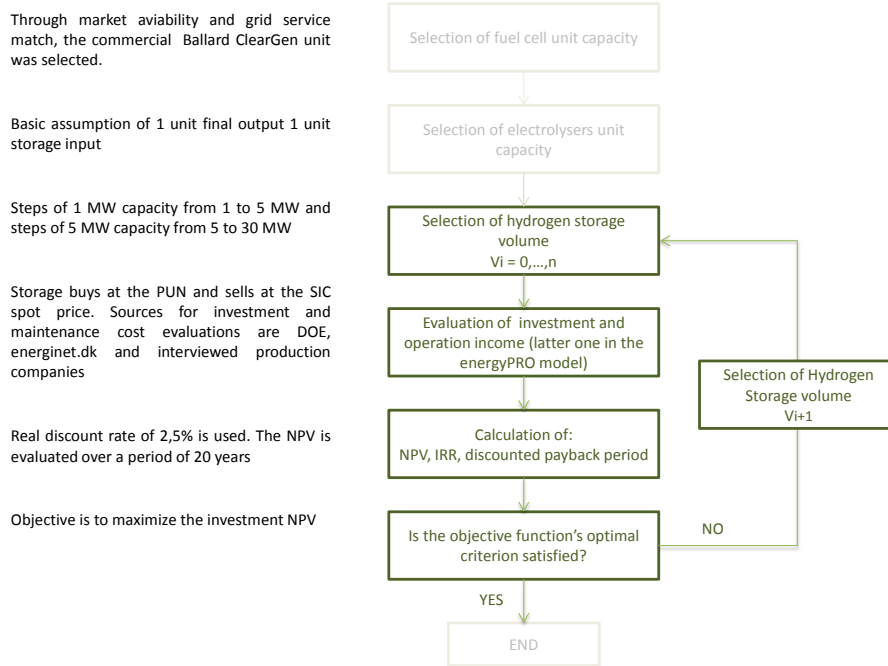 Through market aviability and grid service
match, the commercial Ballard ClearGen unit
was selected.
Selection of fuel cell unit capacity
Basic assumption of 1 unit final output 1 unit
storage input
Selection of electrolysers unit
capacity
Steps of 1 MW capacity from 1 to 5 MW and
steps of 5 MW capacity from 5 to 30 MW
Selection of hydrogen storage
volume
Vi = 0,…,n
Storage buys at the PUN and sells at the SIC
spot price. Sources for investment and
maintenance cost evaluations are DOE,
energinet.dk and interviewed production
companies
Evaluation of investment and
operation income (latter one in the
energyPRO model)
Selection of Hydrogen
Storage volume
Vi+1
Real discount rate of 2,5% is used. The NPV is
evaluated over a period of 20 years
Calculation of:
NPV, IRR, discounted payback period
Objective is to maximize the investment NPV
Is the objective function's optimal
criterion satisfied?
NO
YES
END